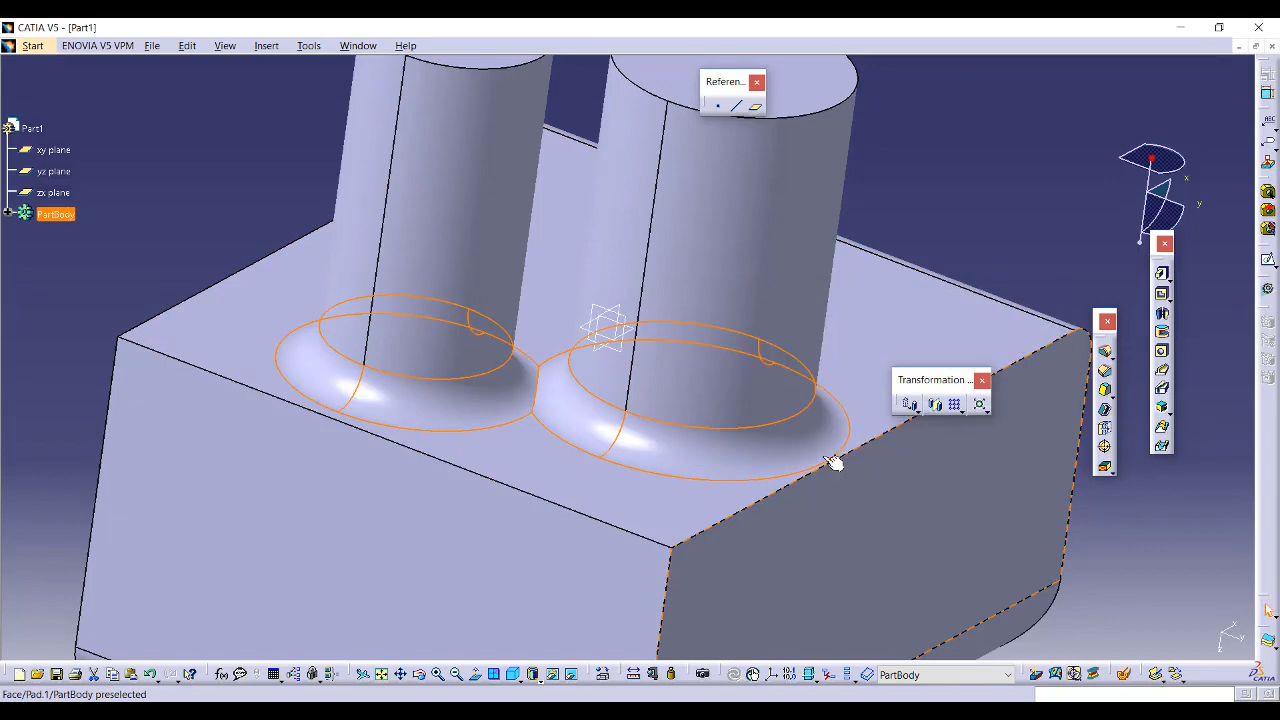 CATIA V5 - [Part1]
Start ENOVIA V5 VPM File Edit View Insert Tools Window Help
Referen...
Part1
xy plane
yz plane
zx plane
PartBody
x
y
Transformation ...
PartBody
Face/Pad.1/PartBody preselected